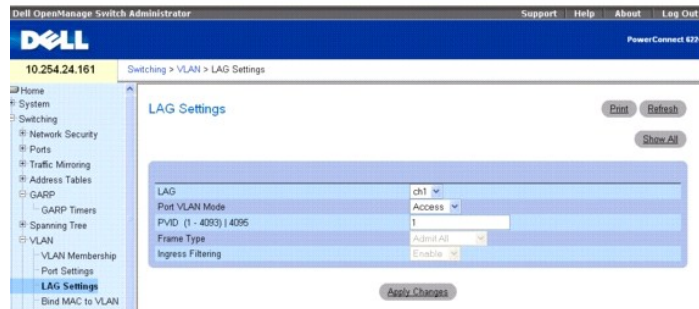 Dell OpenManage Switch Administrator
Support Help About Log Out
DELL
PowerConnect 622
10.254.24.161
Switching > VLAN > LAG Settings
Home
System
Switching
Network Security
Ports
Traffic Mirroring
Address Tables
GARP
GARP Timers
Spanning Tree
VLAN
VLAN Membership
Port Settings
LAG Settings
Bind MAC to VLAN
LAG Settings
Print Refresh
Show All
LAG ch1
Port VLAN Mode Access
PVID (1 - 4093) | 4095 1
Frame Type Admit All
Ingress Filtering Enable
Apply Changes